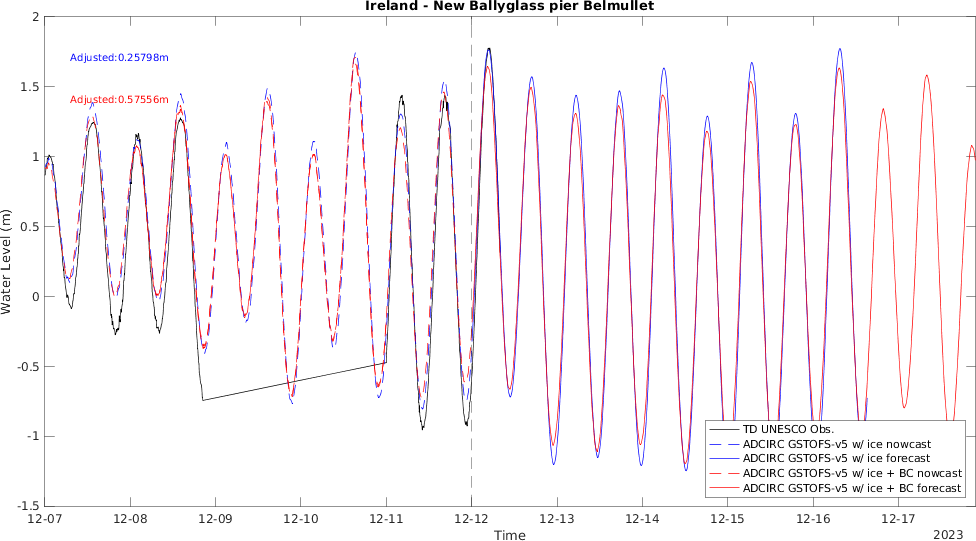 Ireland - New Ballyglass pier Belmullet
2
1.5
1
0.5
0
-0.5
-1
-1.5
Water Level (m)
Adjusted:0.25798m
Adjusted:0.57556m
TD UNESCO Obs.
ADCIRC GSTOFS-v5 w/ ice nowcast
ADCIRC GSTOFS-v5 w/ ice forecast
ADCIRC GSTOFS-v5 w/ ice + BC nowcast
ADCIRC GSTOFS-v5 w/ ice + BC forecast
12-07 12-08 12-09 12-10 12-11 12-12 12-13 12-14 12-15 12-16 12-17
Time
2023